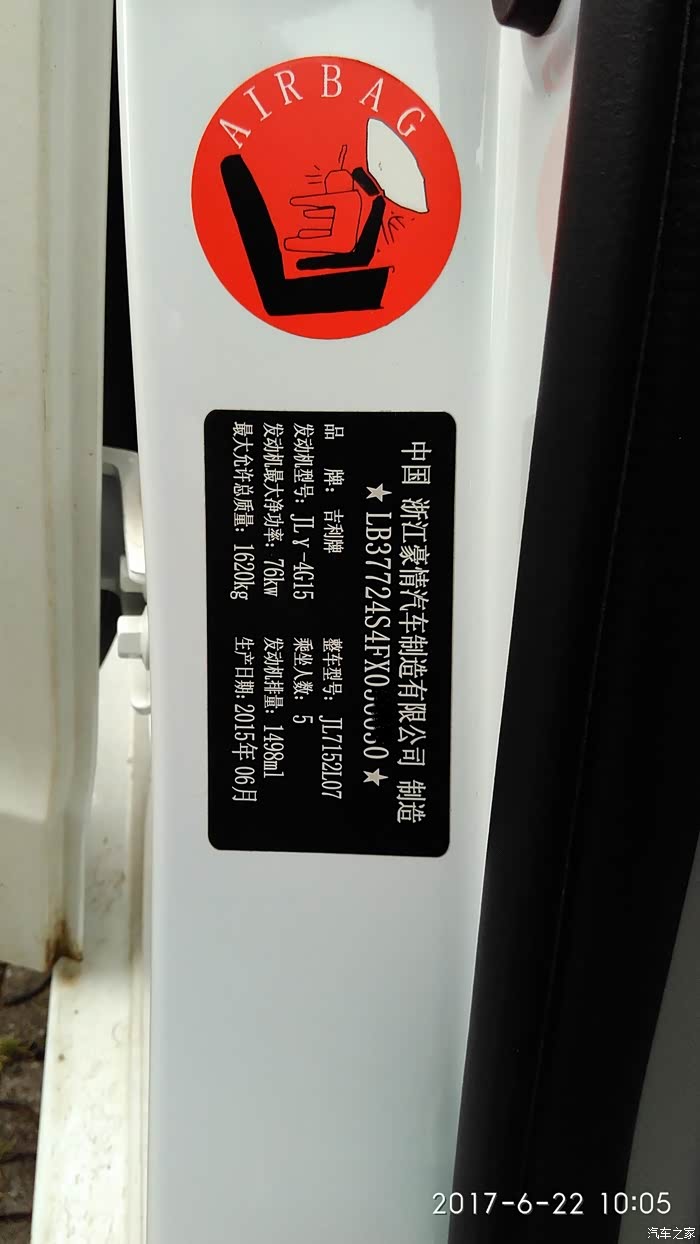 AIRBAG
中国 浙江豪情汽车制造有限公司 制造
品 牌: 吉利牌 整车型号: JL7152L07
发动机型号: JLY-4G15 乘坐人数: 5
发动机最大净功率: 76kw 发动机排量: 1498ml
最大允许总质量: 1620kg 生产日期: 2015年06月
2017-6-22 10:05
汽车之家